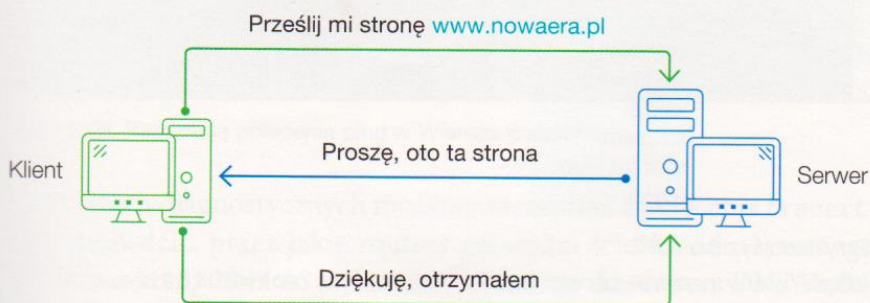 Prześlij mi stronę www.nowaera.pl
Klient
Proszę, oto ta strona
Serwer
Dziękuję, otrzymałem